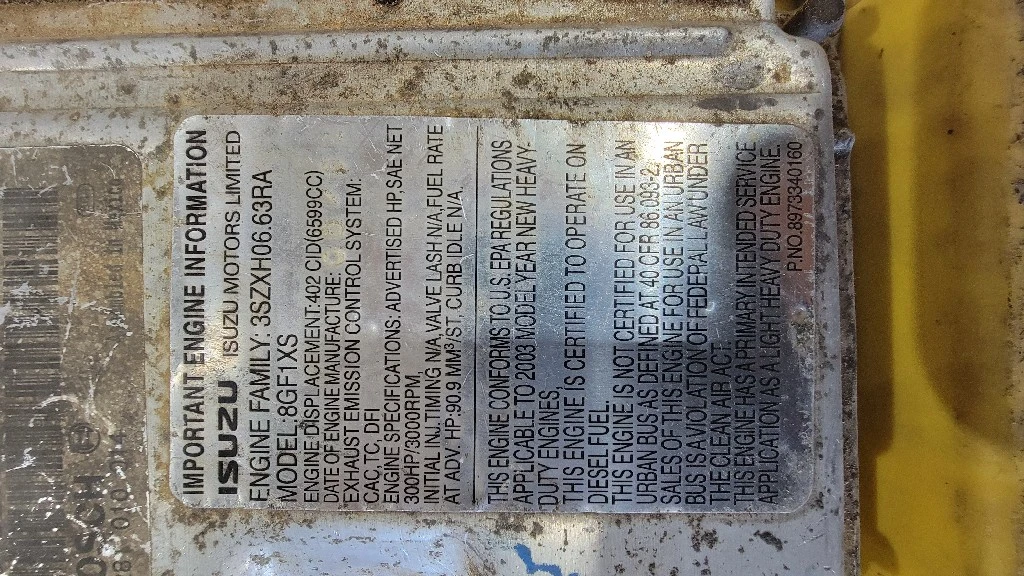 IMPORTANT ENGINE INFORMATION
ISUZU ISUZU MOTORS LIMITED
ENGINE FAMILY: 3SZXH06.63RA
MODEL: 8GF1XS
ENGINE DISPLACEMENT: 402 CID (6599CC)
DATE OF ENGINE MANUFACTURE:
EXHAUST EMISSION CONTROL SYSTEM:
CAC, TC, DFI
ENGINE SPECIFICATIONS: ADVERTISED HP, SAE NET
300HP/3000RPM,
INITIAL INJ. TIMING N/A, VALVE LASH N/A, FUEL RATE
AT ADV. HP: 90.9 MM³/ST, CURB IDLE N/A.
THIS ENGINE CONFORMS TO U.S. EPA REGULATIONS
APPLICABLE TO 2003 MODEL YEAR NEW HEAVY-
DUTY ENGINES.
THIS ENGINE IS CERTIFIED TO OPERATE ON
DIESEL FUEL.
THIS ENGINE IS NOT CERTIFIED FOR USE IN AN
URBAN BUS AS DEFINED AT 40 CFR 86.093-2.
SALES OF THIS ENGINE FOR USE IN AN URBAN
BUS IS A VIOLATION OF FEDERAL LAW UNDER
THE CLEAN AIR ACT.
THIS ENGINE HAS A PRIMARY INTENDED SERVICE
APPLICATION AS A LIGHT HEAVY DUTY ENGINE.
P.NO.8973340160